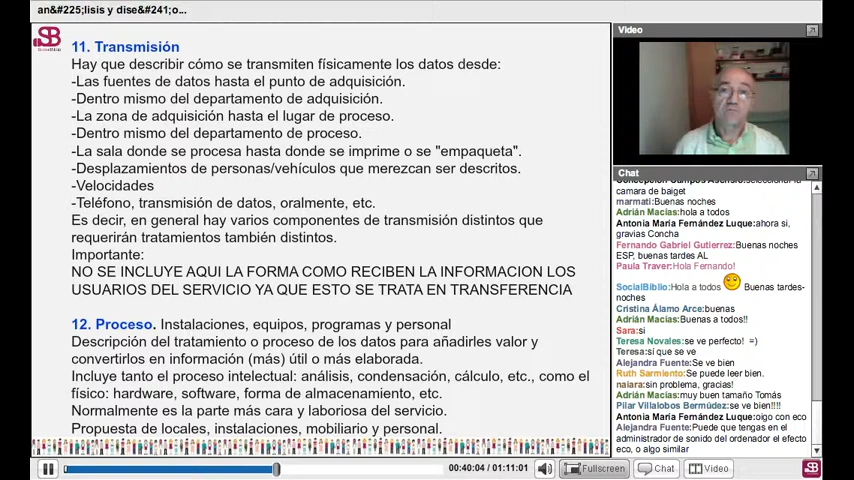 an&#225;lisis y dise&#241;o...
SB
11. Transmisión
Hay que describir cómo se transmiten físicamente los datos desde:
-Las fuentes de datos hasta el punto de adquisición.
-Dentro mismo del departamento de adquisición.
-La zona de adquisición hasta el lugar de proceso.
-Dentro mismo del departamento de proceso.
-La sala donde se procesa hasta donde se imprime o se "empaqueta".
-Desplazamientos de personas/vehículos que merezcan ser descritos.
-Velocidades
-Teléfono, transmisión de datos, oralmente, etc.
Es decir, en general hay varios componentes de transmisión distintos que
requerirán tratamientos también distintos.
Importante:
NO SE INCLUYE AQUI LA FORMA COMO RECIBEN LA INFORMACION LOS
USUARIOS DEL SERVICIO YA QUE ESTO SE TRATA EN TRANSFERENCIA
12. Proceso. Instalaciones, equipos, programas y personal
Descripción del tratamiento o proceso de los datos para añadirles valor y
convertirlos en información (más) útil o más elaborada.
Incluye tanto el proceso intelectual: análisis, condensación, cálculo, etc., como el
físico: hardware, software, forma de almacenamiento, etc.
Normalmente es la parte más cara y laboriosa del servicio.
Propuesta de locales, instalaciones, mobiliario y personal.
Video
Chat
camara de baiget
marmati:Buenas noches
Adrián Macías:hola a todos
Antonia María Fernández Luque:ahora si,
gravias Concha
Fernando Gabriel Gutierrez:Buenas noches
ESP, buenas tardes AL
Paula Traver:Hola Fernando!
SocialBiblio:Hola a todos Buenas tardes-
noches
Cristina Álamo Arce:buenas
Adrián Macías:Buenas a todos!!
Sara:si
Teresa Novales:se ve perfecto! =)
Teresa:sí que se ve
Alejandra Fuente:Se ve bien
Ruth Sarmiento:Se puede leer bien.
naiara:sin problema, gracias!
Adrián Macías:muy buen tamaño Tomás
Pilar Villalobos Bermúdez:se ve bien!!!!
Antonia María Fernández Luque:oigo con eco
Alejandra Fuente:Puede que tengas en el
administrador de sonido del ordenador el efecto
eco, o algo similar
00:40:04 / 01:11:01
Fullscreen
Chat
Video
SB